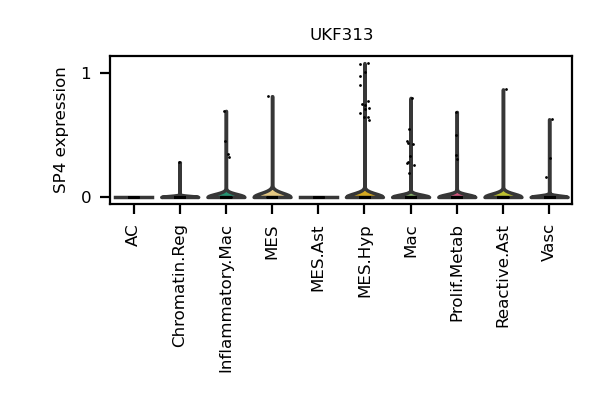 UKF313
SP4 expression
1
0
AC
Chromatin.Reg
Inflammatory.Mac
MES
MES.Ast
MES.Hyp
Mac
Prolif.Metab
Reactive.Ast
Vasc